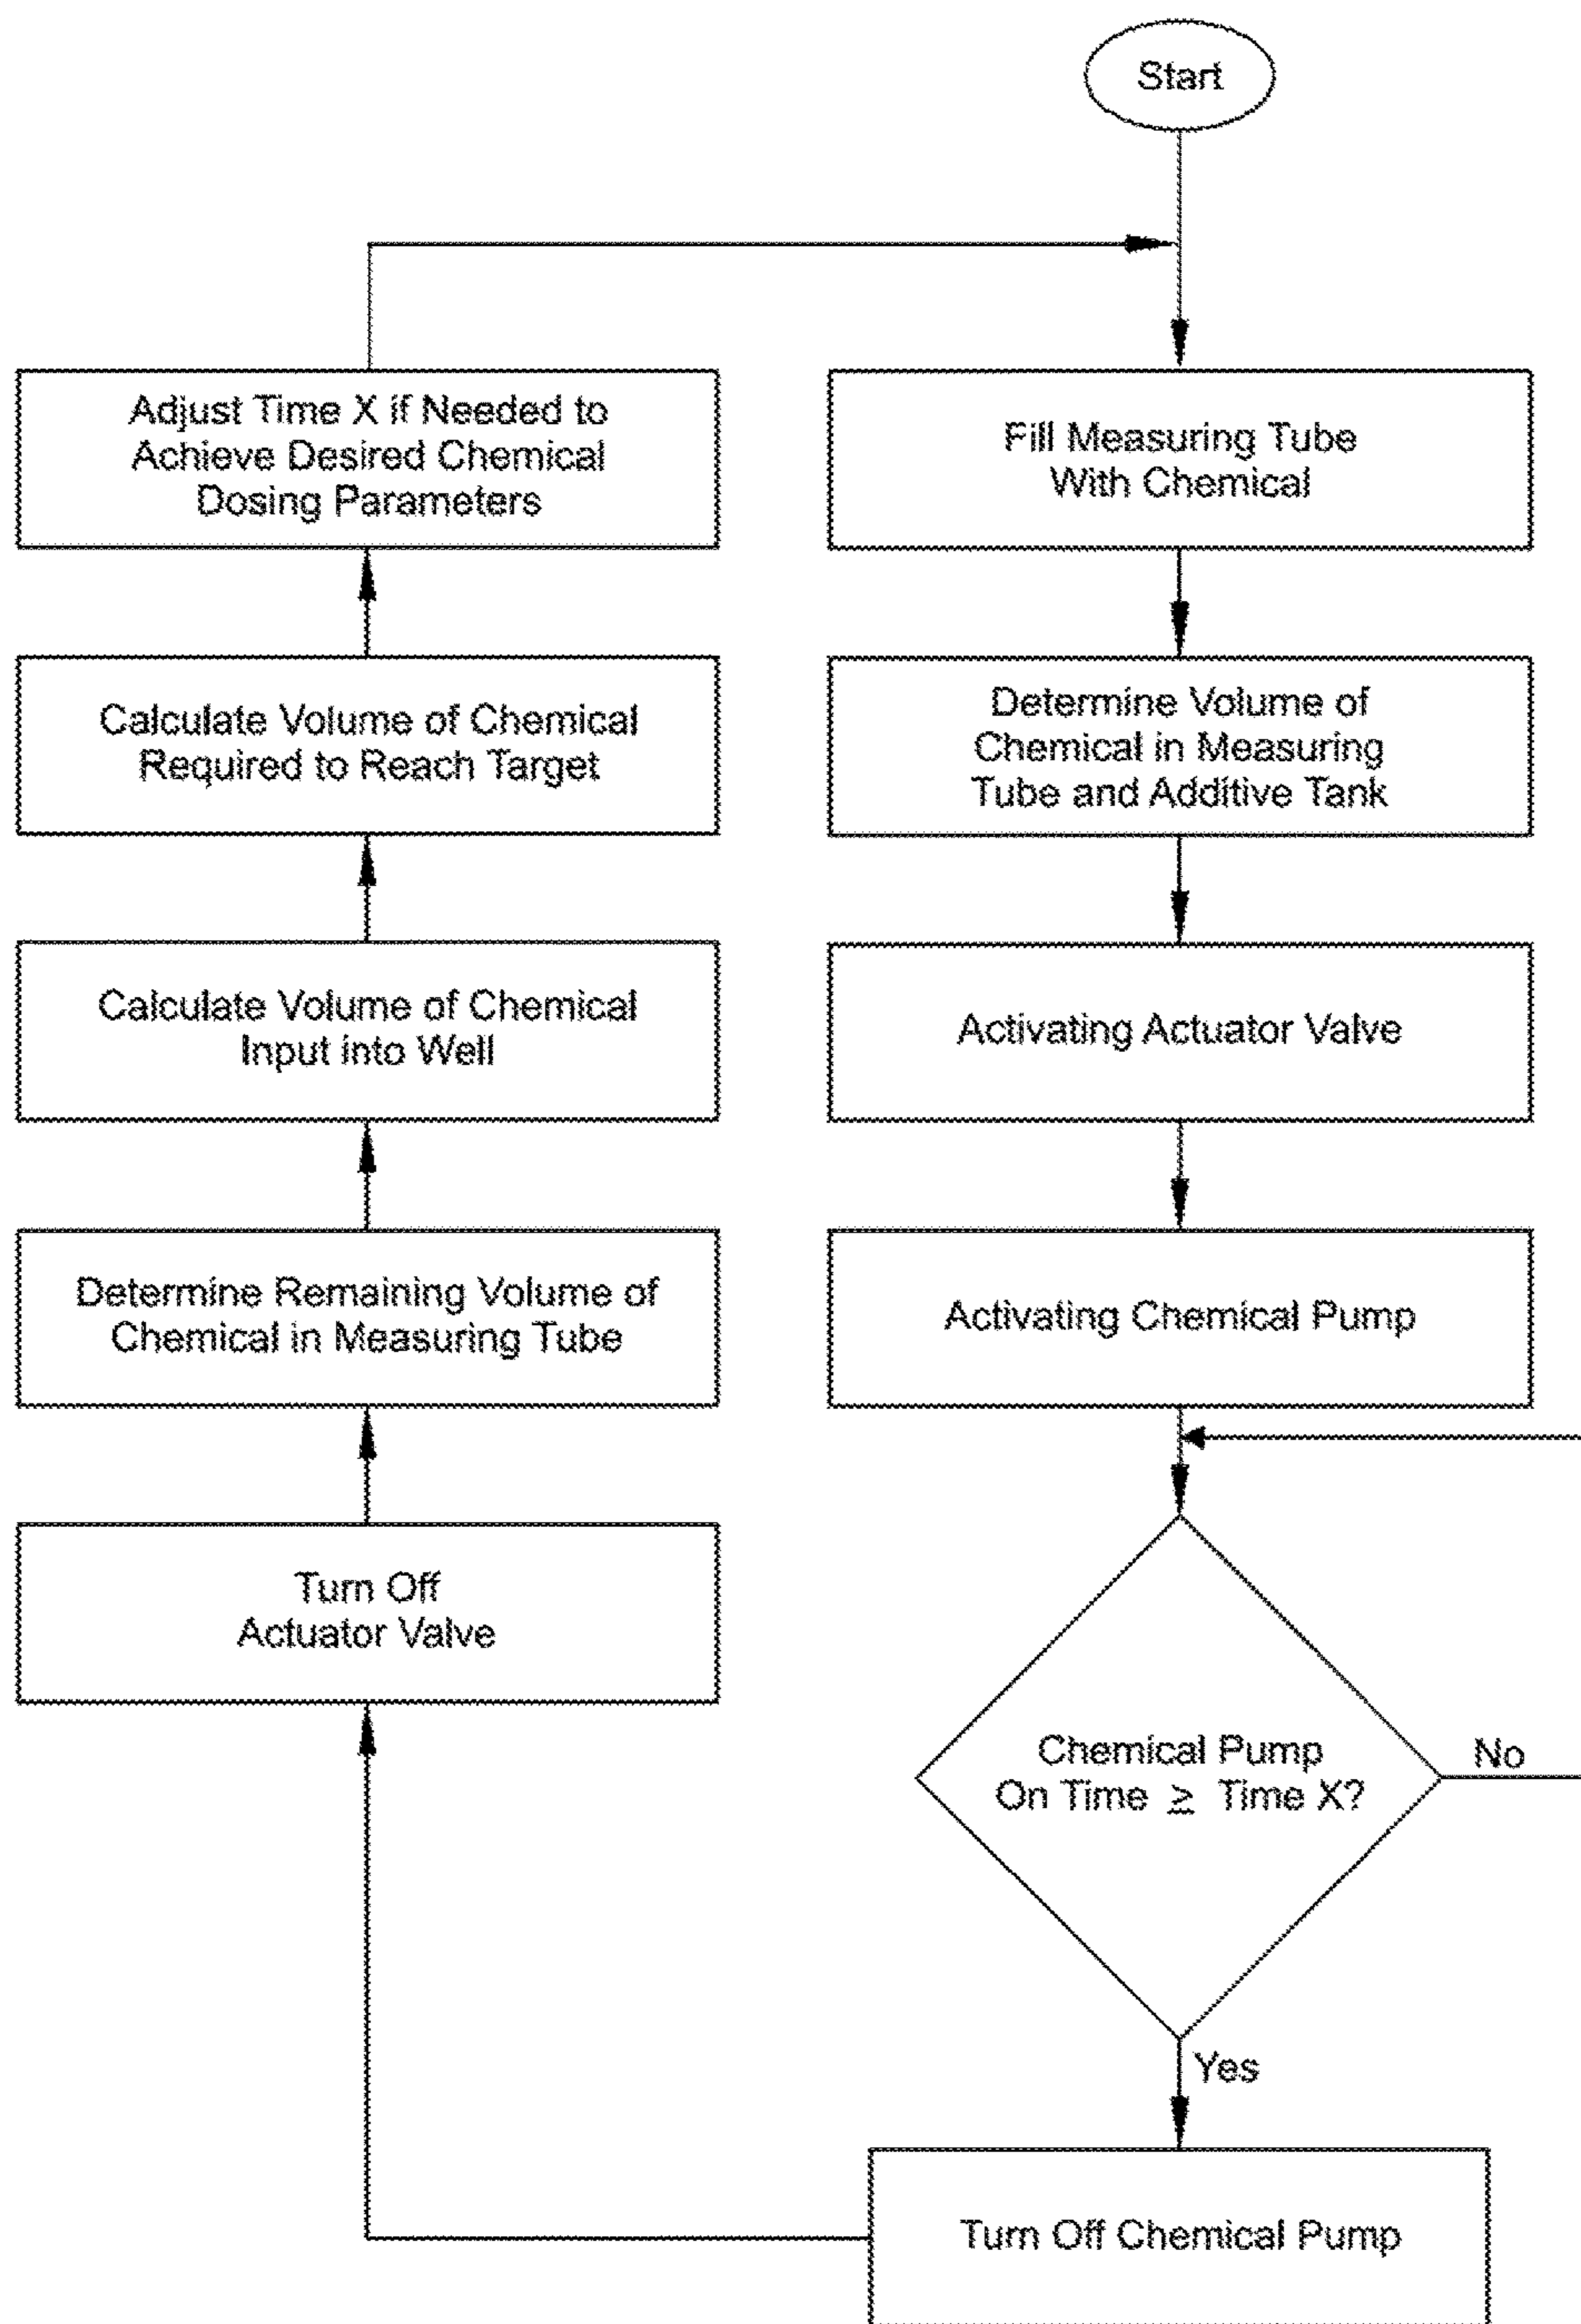 Start
Fill Measuring Tube
With Chemical
Determine Volume of
Chemical in Measuring
Tube and Additive Tank
Activating Actuator Valve
Activating Chemical Pump
Chemical Pump
On Time ≥ Time X?
No
Yes
Turn Off Chemical Pump
Turn Off
Actuator Valve
Determine Remaining Volume of
Chemical in Measuring Tube
Calculate Volume of Chemical
Input into Well
Calculate Volume of Chemical
Required to Reach Target
Adjust Time X if Needed to
Achieve Desired Chemical
Dosing Parameters